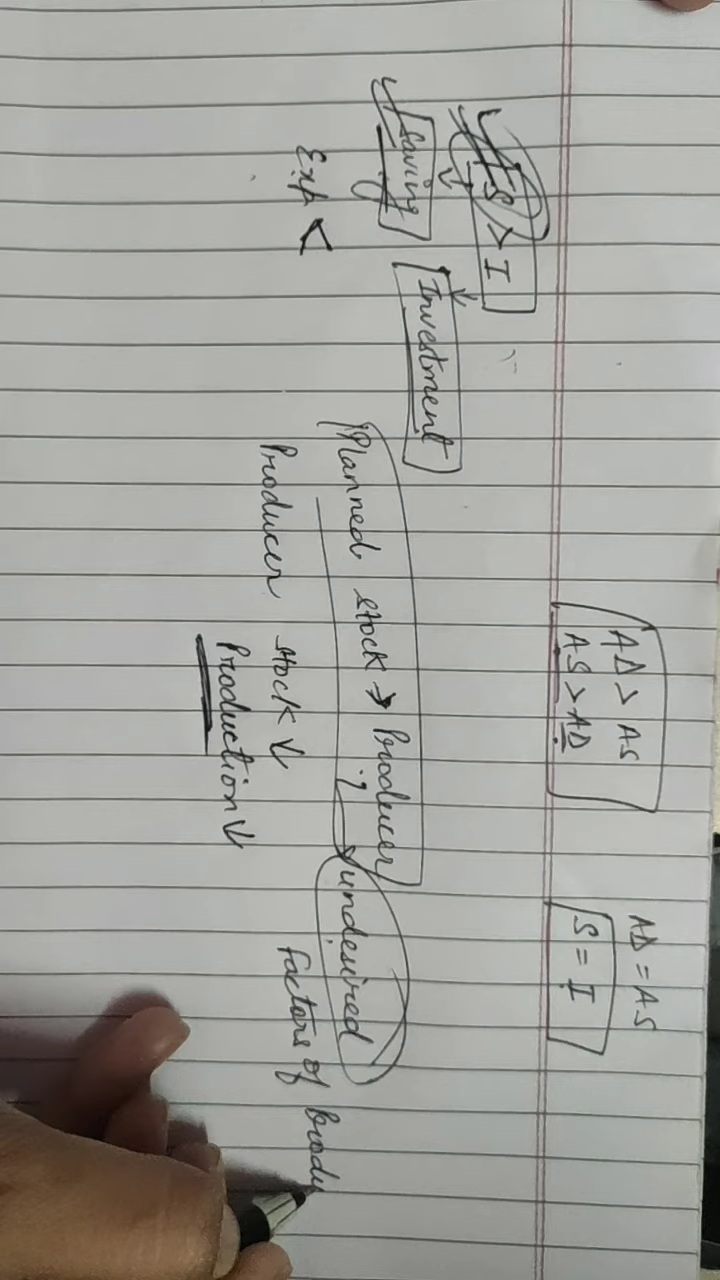 AD > AS
AS > AD
AD = AS
S = I
S > I
Saving
Investment
Exp <
Planned stock → Producer
undesired
Producer stock ↓
Production ↓
factors of Produ